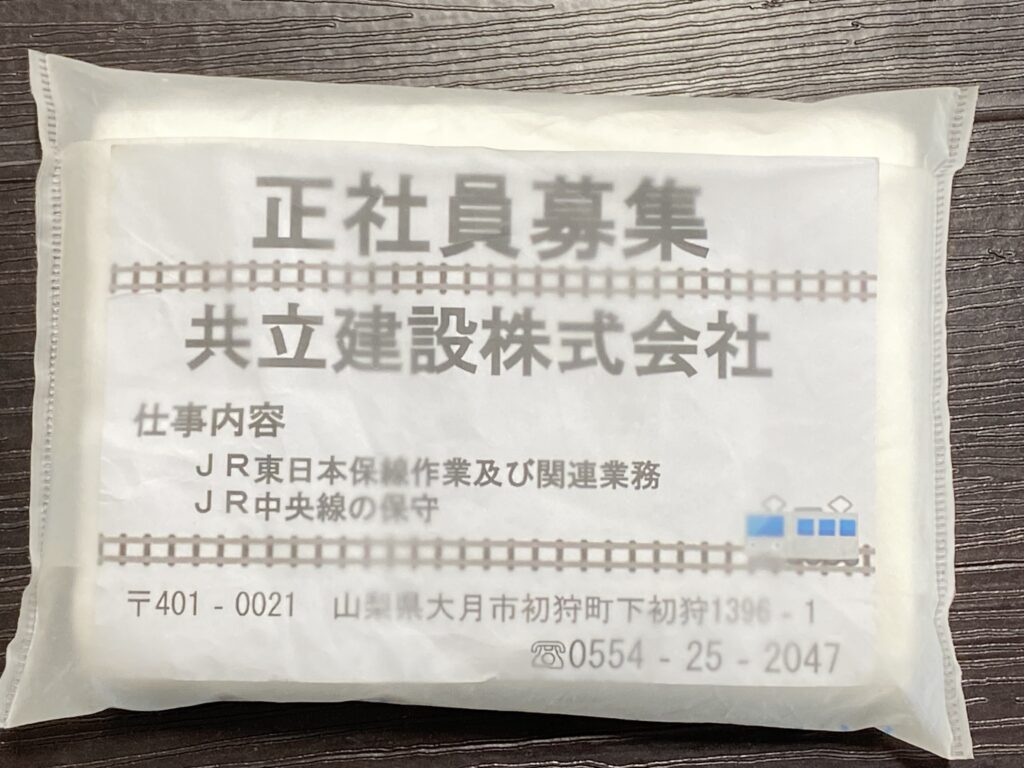 正社員募集
共立建設株式会社
仕事内容
ＪＲ東日本保線作業及び関連業務
ＪＲ中央線の保守
〒401 - 0021　山梨県大月市初狩町下初狩1396 - 1
☎0554 - 25 - 2047